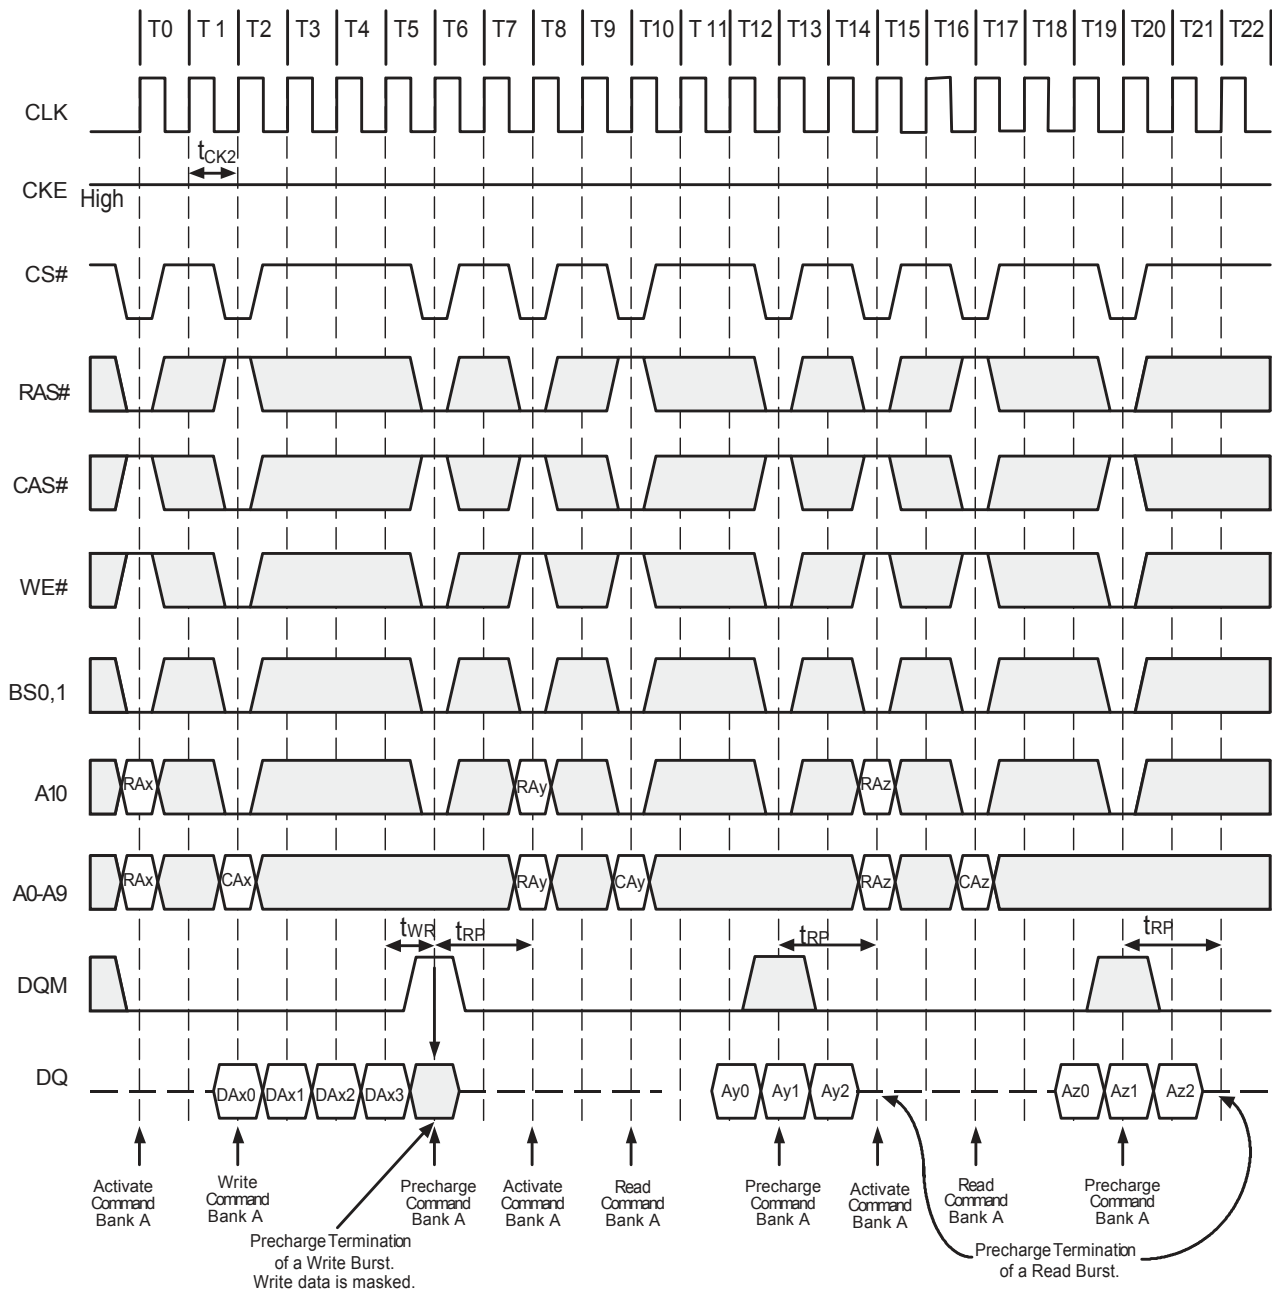 T0 T1 T2 T3 T4 T5 T6 T7 T8 T9 T10 T11 T12 T13 T14 T15 T16 T17 T18 T19 T20 T21 T22
CLK
tCK2
CKE High
CS#
RAS#
CAS#
WE#
BS0,1
A10 RAx RAy RAz
A0-A9 RAx CAx RAy CAy RAz CAz
tWR tRP tRP tRP
DQM
DQ DAx0 DAx1 DAx2 DAx3 Ay0 Ay1 Ay2 Az0 Az1 Az2
Activate
Command
Bank A
Write
Command
Bank A
Precharge
Command
Bank A
Activate
Command
Bank A
Read
Command
Bank A
Precharge
Command
Bank A
Activate
Command
Bank A
Read
Command
Bank A
Precharge
Command
Bank A
Precharge Termination
of a Write Burst.
Write data is masked.
Precharge Termination
of a Read Burst.